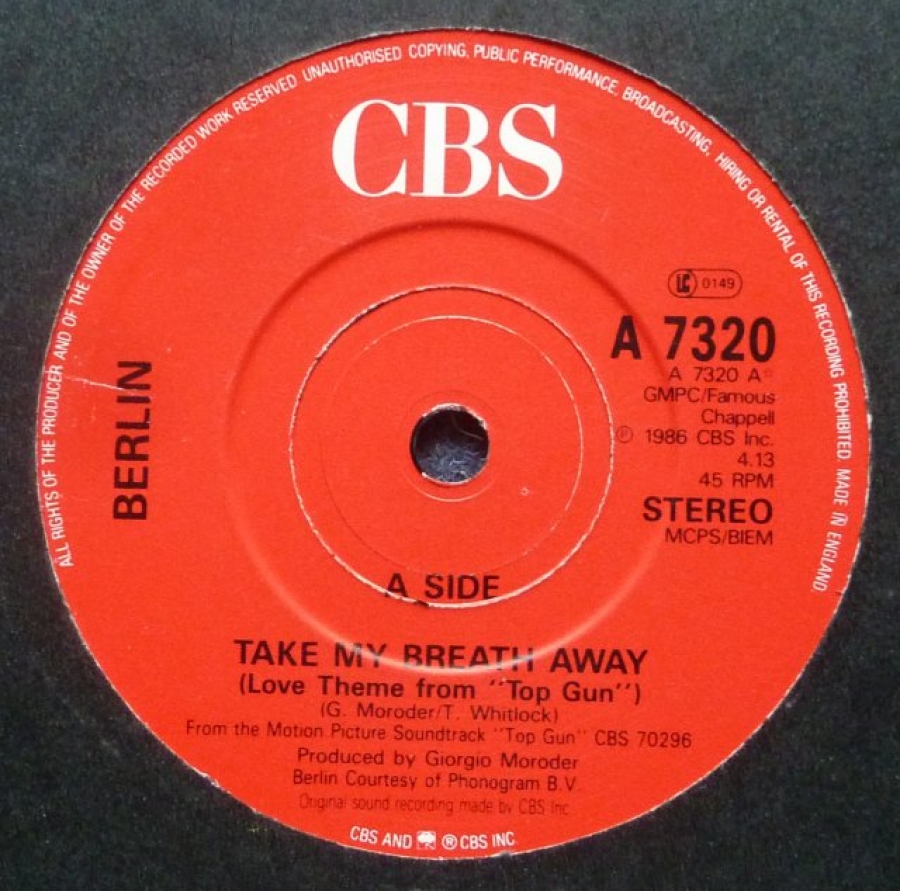 ALL RIGHTS OF THE PRODUCER AND OF THE OWNER OF THE RECORDED WORK RESERVED UNAUTHORISED COPYING, PUBLIC PERFORMANCE, BROADCASTING, HIRING OR RENTAL OF THIS RECORDING PROHIBITED. MADE IN ENGLAND.
CBS
LC 0149
A 7320
A 7320 A
GMPC/Famous
Chappell
℗ 1986 CBS Inc.
4.13
45 RPM
STEREO
MCPS/BIEM
BERLIN
A SIDE
TAKE MY BREATH AWAY
(Love Theme from "Top Gun")
(G. Moroder/T. Whitlock)
From the Motion Picture Soundtrack "Top Gun" CBS 70296
Produced by Giorgio Moroder
Berlin Courtesy of Phonogram B.V.
Original sound recording made by CBS Inc.
CBS AND ® CBS INC.